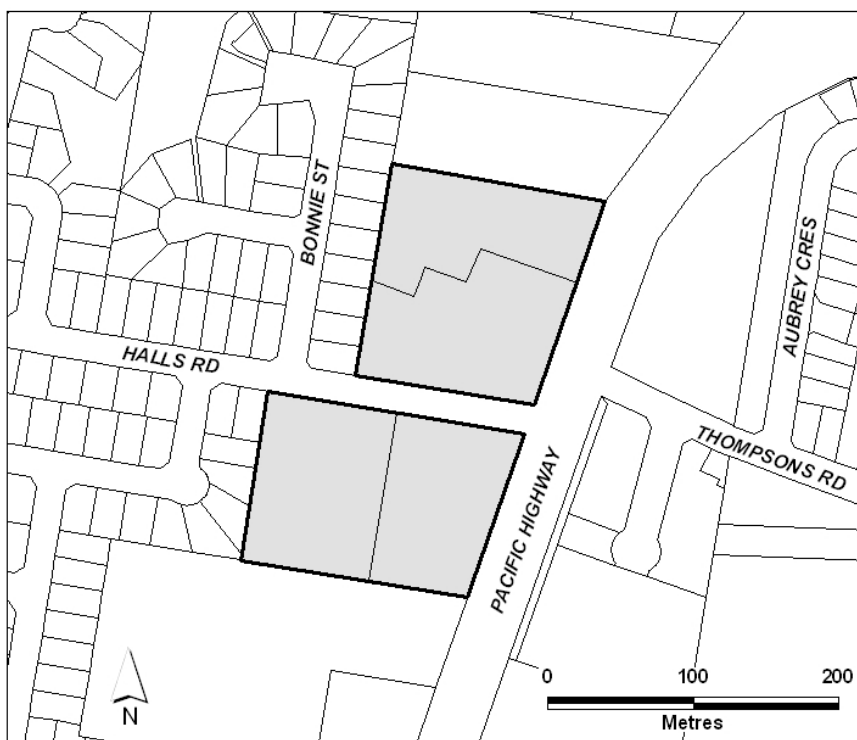 BONNIE ST
AUBREY CRES
HALLS RD
THOMPSONS RD
PACIFIC HIGHWAY
N
0 100 200
Metres